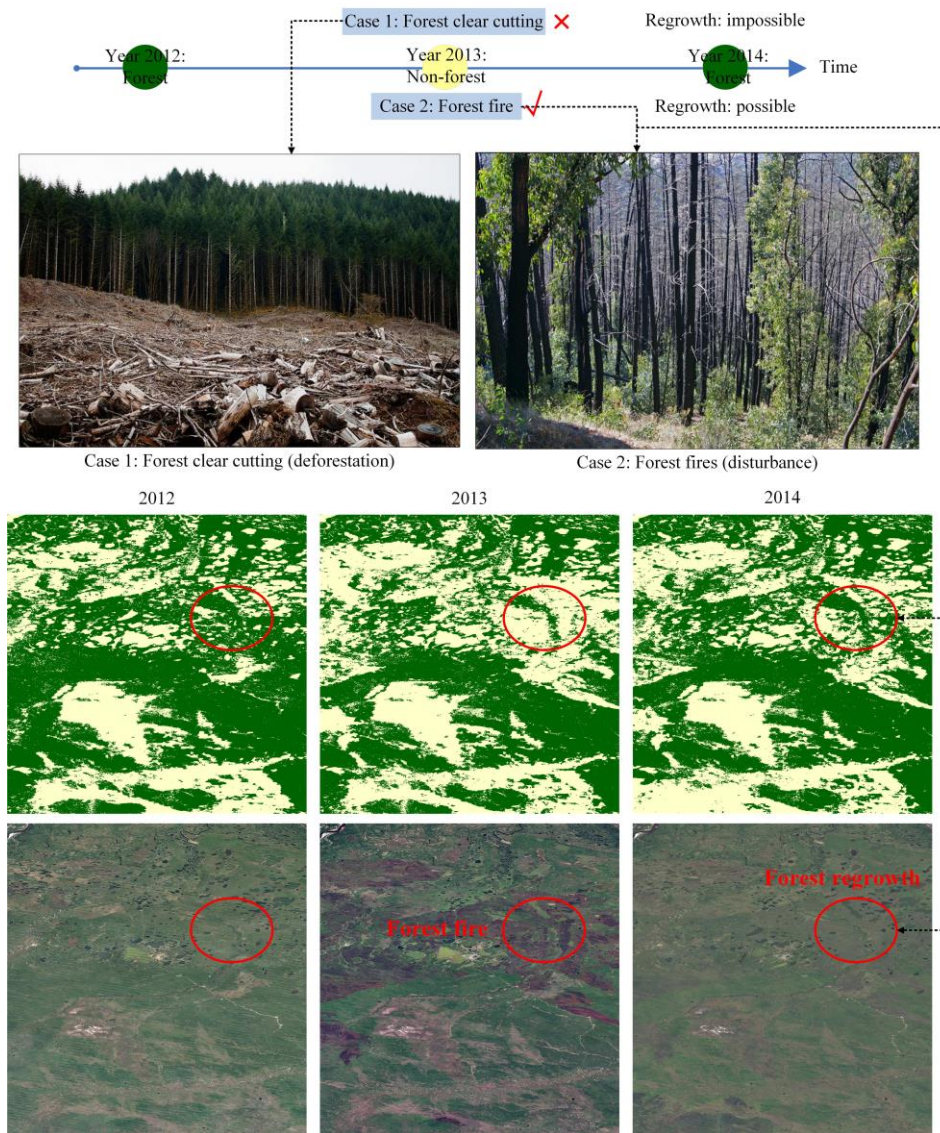 Case 1: Forest clear cutting
Regrowth: impossible
Year 2012:
Forest
Year 2013:
Non-forest
Year 2014:
Forest
Time
Case 2: Forest fire
Regrowth: possible
Case 1: Forest clear cutting (deforestation)
Case 2: Forest fires (disturbance)
2012
2013
2014
Forest fire
Forest regrowth